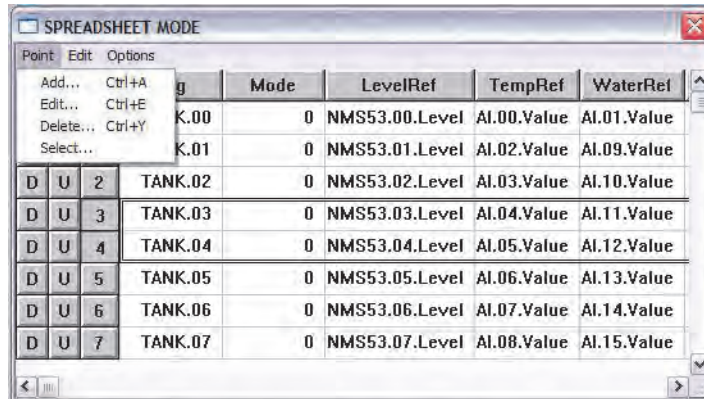 SPREADSHEET MODE
Point Edit Options
Add... Ctrl+A
Edit... Ctrl+E
Delete... Ctrl+Y
Select...
g Mode LevelRef TempRef WaterRef
K.00 0 NMS53.00.Level AI.00.Value AI.01.Value
K.01 0 NMS53.01.Level AI.02.Value AI.09.Value
D U 2 TANK.02 0 NMS53.02.Level AI.03.Value AI.10.Value
D U 3 TANK.03 0 NMS53.03.Level AI.04.Value AI.11.Value
D U 4 TANK.04 0 NMS53.04.Level AI.05.Value AI.12.Value
D U 5 TANK.05 0 NMS53.05.Level AI.06.Value AI.13.Value
D U 6 TANK.06 0 NMS53.06.Level AI.07.Value AI.14.Value
D U 7 TANK.07 0 NMS53.07.Level AI.08.Value AI.15.Value